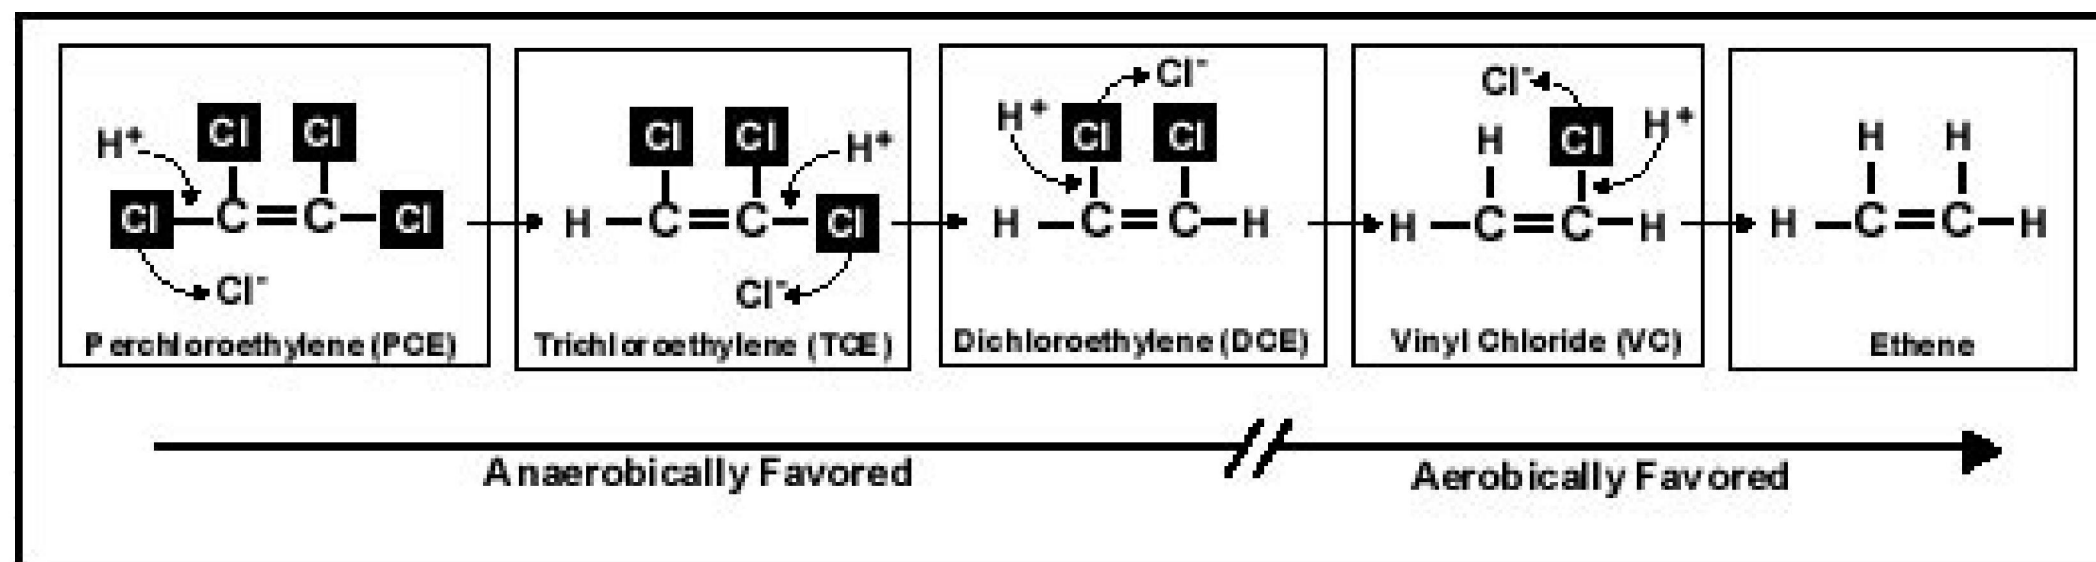 H⁺ Cl Cl
Cl C = C Cl
Cl⁻
Perchloroethylene (PCE)
Cl Cl H⁺
H C = C Cl
Cl⁻
Trichloroethylene (TCE)
Cl⁻
H⁺ Cl Cl
H C = C H
Dichloroethylene (DCE)
Cl⁻
H Cl H⁺
H C = C H
Vinyl Chloride (VC)
H H
H C = C H
Ethene
Anaerobically Favored
Aerobically Favored